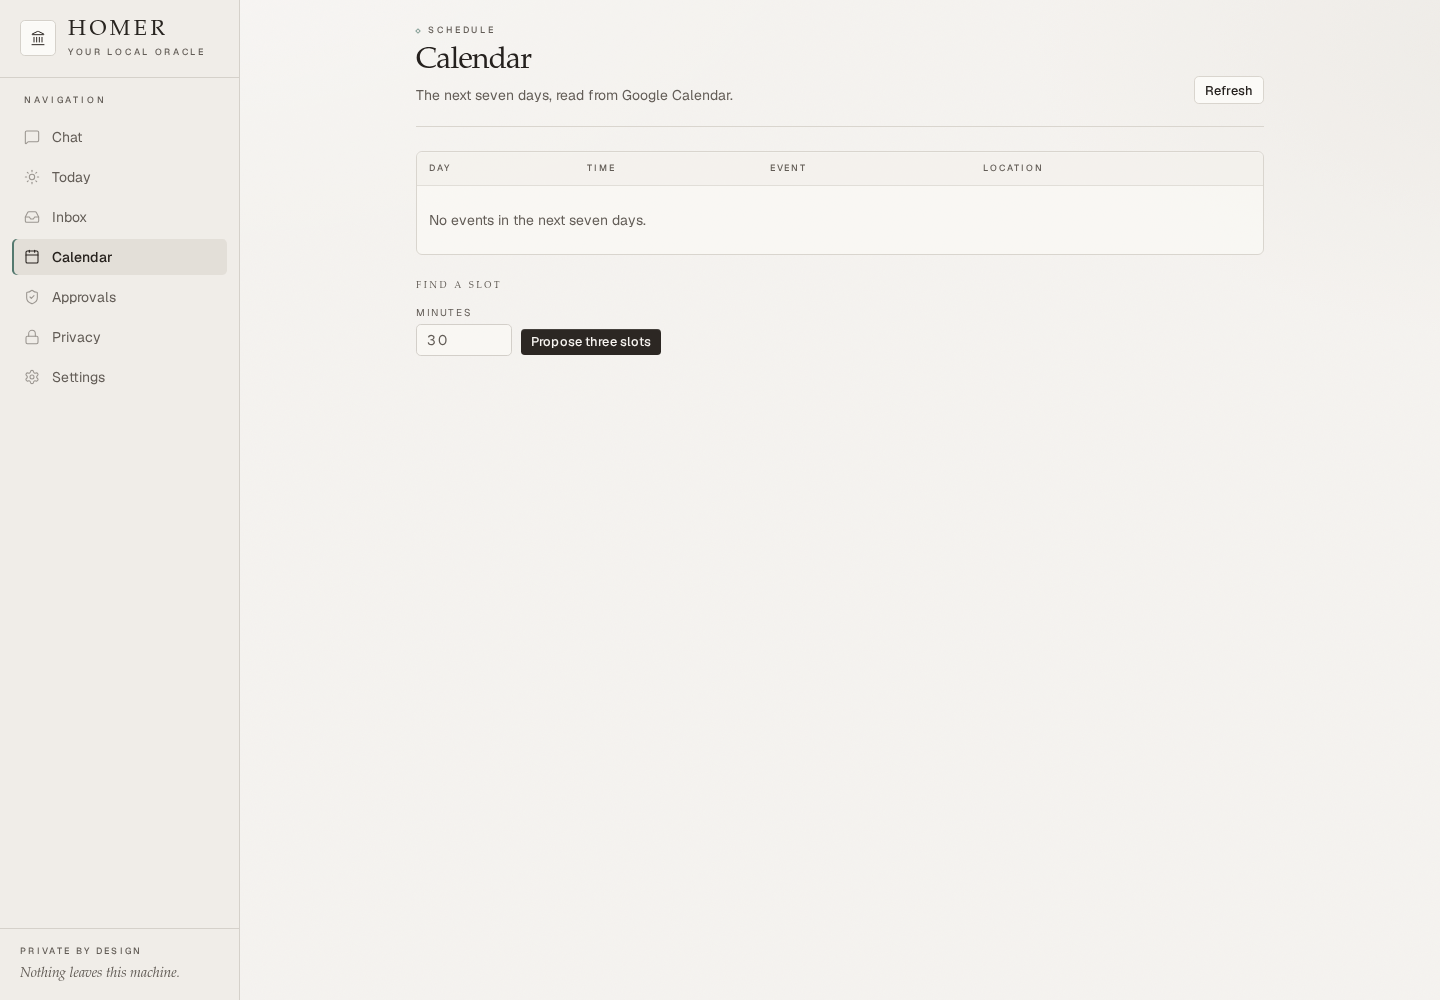 HOMER
YOUR LOCAL ORACLE
NAVIGATION
Chat
Today
Inbox
Calendar
Approvals
Privacy
Settings
PRIVATE BY DESIGN
Nothing leaves this machine.
◇ SCHEDULE
Calendar
The next seven days, read from Google Calendar.
Refresh
DAY TIME EVENT LOCATION
No events in the next seven days.
FIND A SLOT
MINUTES
30 Propose three slots